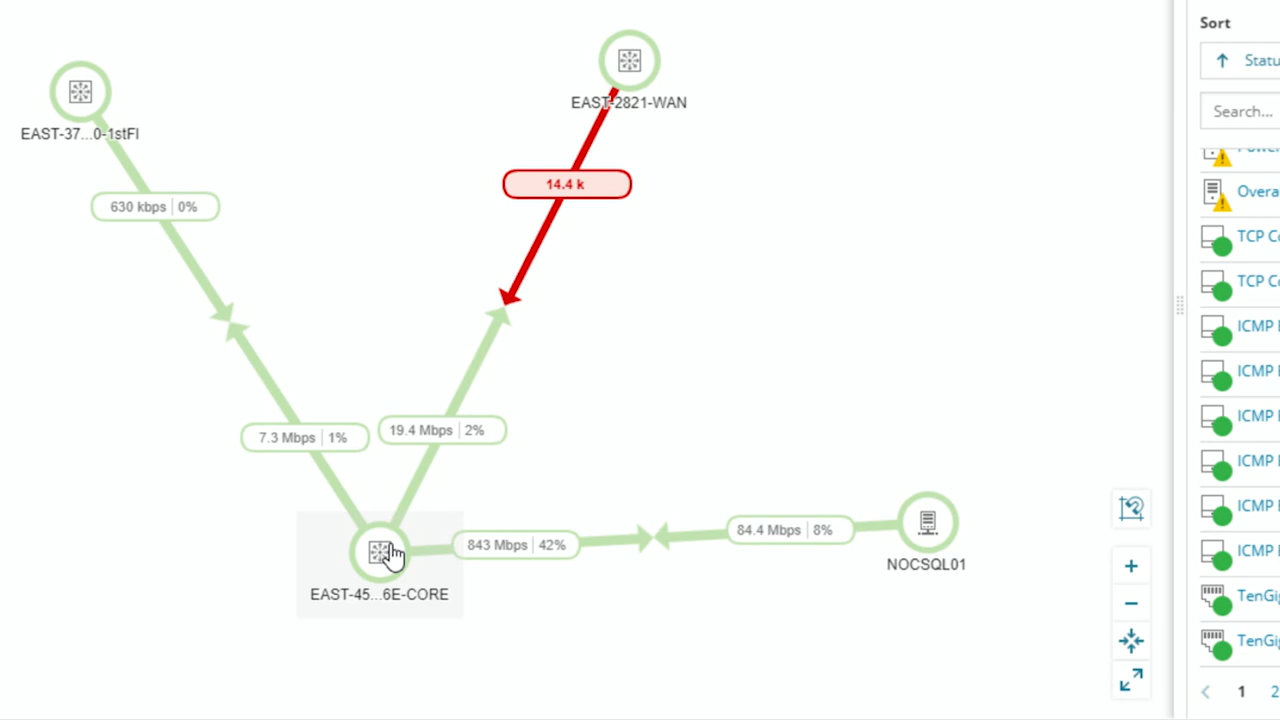 EAST-37...0-1stFl
EAST-2821-WAN
630 kbps | 0%
14.4 k
7.3 Mbps | 1%
19.4 Mbps | 2%
843 Mbps | 42%
84.4 Mbps | 8%
EAST-45...6E-CORE
NOCSQL01
Sort
Statu
Search...
Overa
TCP Co
TCP Co
ICMP
ICMP
ICMP
ICMP
ICMP
ICMP
TenGig
TenGig
1 2